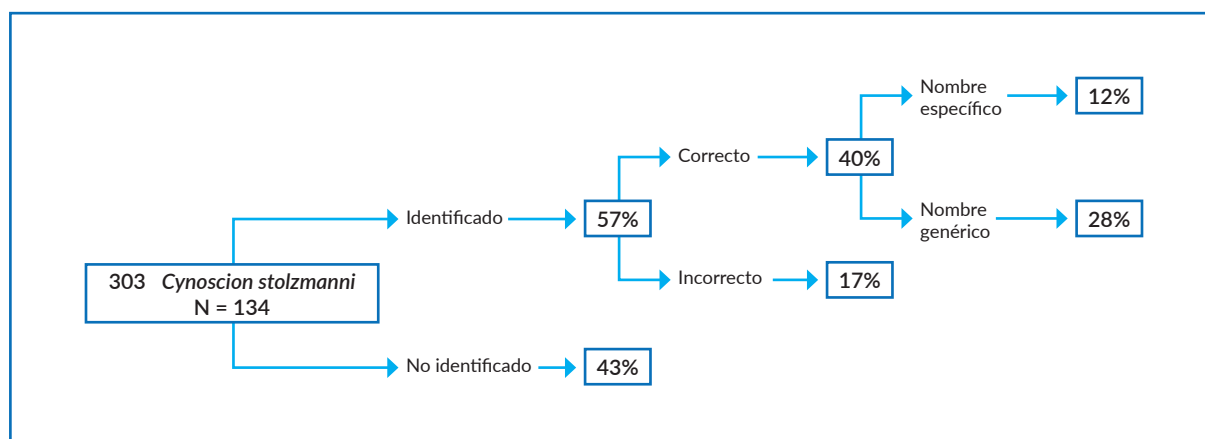 303 Cynoscion stolzmanni
N = 134
Identificado
57%
Correcto
40%
Nombre
específico
12%
Nombre
genérico
28%
Incorrecto
17%
No identificado
43%